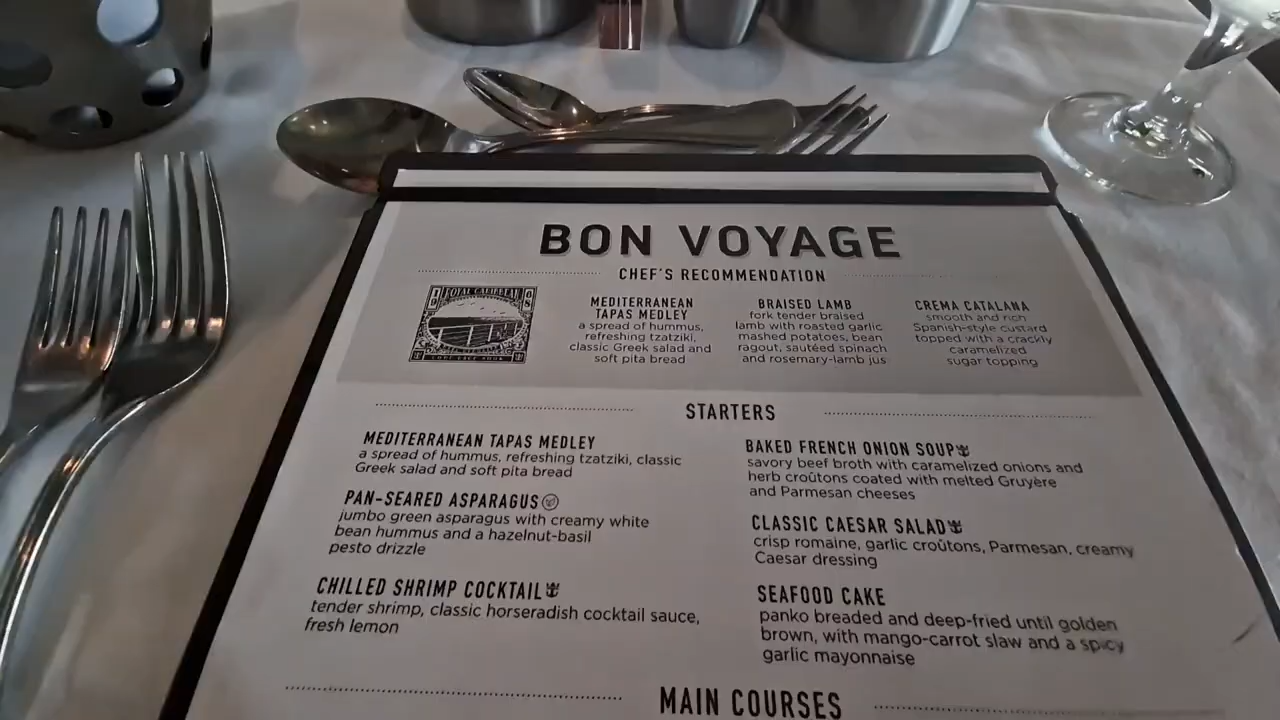 BON VOYAGE
CHEF'S RECOMMENDATION
ROYAL CARIBBEAN
MEDITERRANEAN
TAPAS MEDLEY
a spread of hummus,
refreshing tzatziki,
classic Greek salad and
soft pita bread
BRAISED LAMB
fork tender braised
lamb with roasted garlic
mashed potatoes, bean
ragout, sautéed spinach
and rosemary-lamb jus
CREMA CATALANA
smooth and rich
Spanish-style custard
topped with a crackly
caramelized
sugar topping
STARTERS
MEDITERRANEAN TAPAS MEDLEY
a spread of hummus, refreshing tzatziki, classic
Greek salad and soft pita bread
PAN-SEARED ASPARAGUS
jumbo green asparagus with creamy white
bean hummus and a hazelnut-basil
pesto drizzle
CHILLED SHRIMP COCKTAIL
tender shrimp, classic horseradish cocktail sauce,
fresh lemon
BAKED FRENCH ONION SOUP
savory beef broth with caramelized onions and
herb croûtons coated with melted Gruyère
and Parmesan cheeses
CLASSIC CAESAR SALAD
crisp romaine, garlic croûtons, Parmesan, creamy
Caesar dressing
SEAFOOD CAKE
panko breaded and deep-fried until golden
brown, with mango-carrot slaw and a spicy
garlic mayonnaise
MAIN COURSES